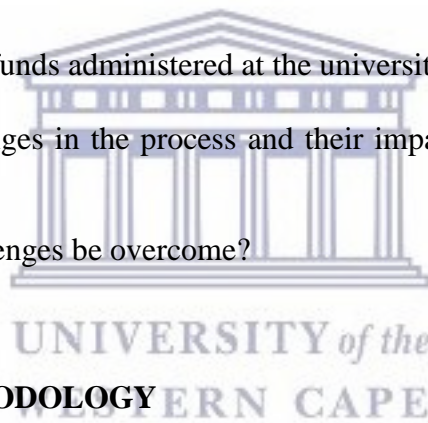 funds administered at the universit
ges in the process and their impa
enges be overcome?
UNIVERSITY of the
ODOLOGY
WESTERN CAPE